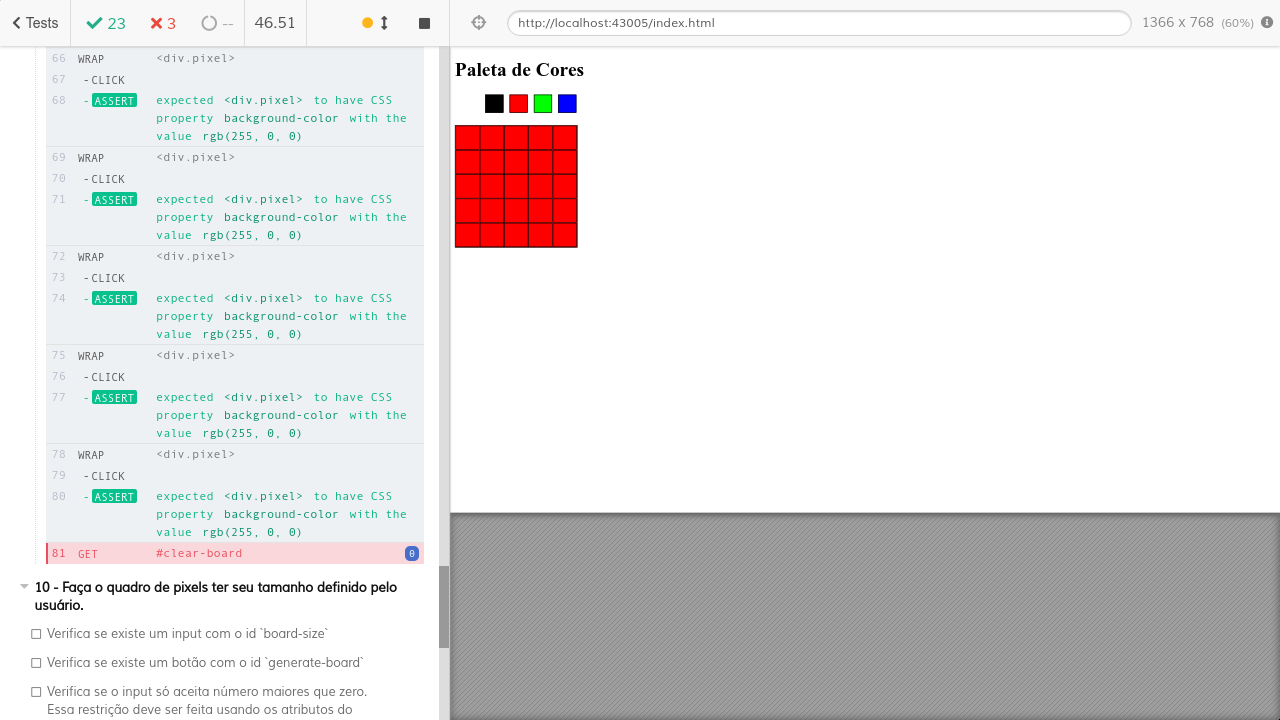 Tests 23 3 -- 46.51 http://localhost:43005/index.html 1366 x 768 (60%)
66 WRAP <div.pixel>
67 -CLICK
68 -ASSERT expected <div.pixel> to have CSS
property background-color with the
value rgb(255, 0, 0)
69 WRAP <div.pixel>
70 -CLICK
71 -ASSERT expected <div.pixel> to have CSS
property background-color with the
value rgb(255, 0, 0)
72 WRAP <div.pixel>
73 -CLICK
74 -ASSERT expected <div.pixel> to have CSS
property background-color with the
value rgb(255, 0, 0)
75 WRAP <div.pixel>
76 -CLICK
77 -ASSERT expected <div.pixel> to have CSS
property background-color with the
value rgb(255, 0, 0)
78 WRAP <div.pixel>
79 -CLICK
80 -ASSERT expected <div.pixel> to have CSS
property background-color with the
value rgb(255, 0, 0)
81 GET #clear-board 0
10 - Faça o quadro de pixels ter seu tamanho definido pelo
usuário.
Verifica se existe um input com o id `board-size`
Verifica se existe um botão com o id `generate-board`
Verifica se o input só aceita número maiores que zero.
Essa restrição deve ser feita usando os atributos do
Paleta de Cores